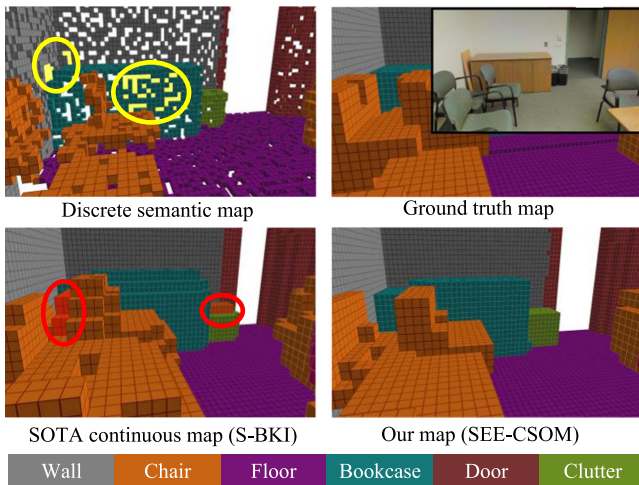 Discrete semantic map
Ground truth map
SOTA continuous map (S-BKI)
Our map (SEE-CSOM)
Wall Chair Floor Bookcase Door Clutter